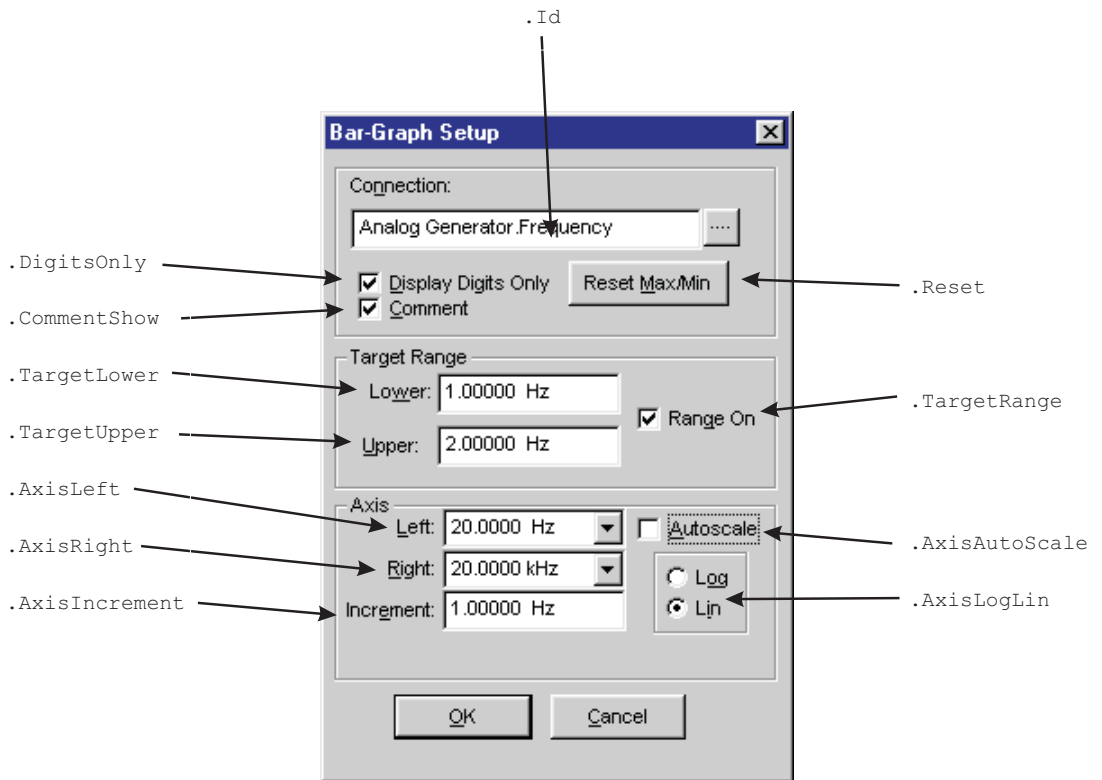 .Id
Bar-Graph Setup
Connection:
Analog Generator.Frequency
....
.DigitsOnly
Display Digits Only
Reset Max/Min
.Reset
.CommentShow
Comment
Target Range
.TargetLower
Lower: 1.00000 Hz
Range On
.TargetRange
.TargetUpper
Upper: 2.00000 Hz
Axis
.AxisLeft
Left: 20.0000 Hz
Autoscale
.AxisAutoScale
.AxisRight
Right: 20.0000 kHz
Log
.AxisIncrement
Increment: 1.00000 Hz
Lin
.AxisLogLin
OK
Cancel